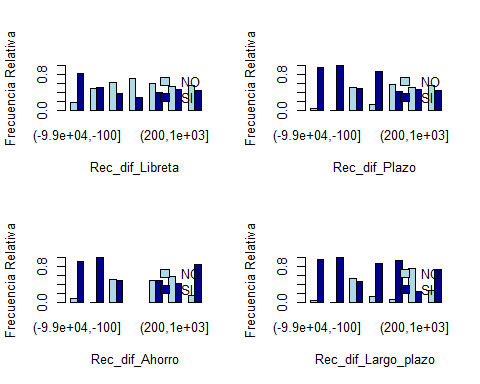 Frecuencia Relativa
0.0 0.8
NO
SI
(-9.9e+04,-100] (200,1e+03]
Rec_dif_Libreta
Frecuencia Relativa
0.0 0.8
NO
SI
(-9.9e+04,-100] (200,1e+03]
Rec_dif_Plazo
Frecuencia Relativa
0.0 0.8
NO
SI
(-9.9e+04,-100] (200,1e+03]
Rec_dif_Ahorro
Frecuencia Relativa
0.0 0.8
NO
SI
(-9.9e+04,-100] (200,1e+03]
Rec_dif_Largo_plazo